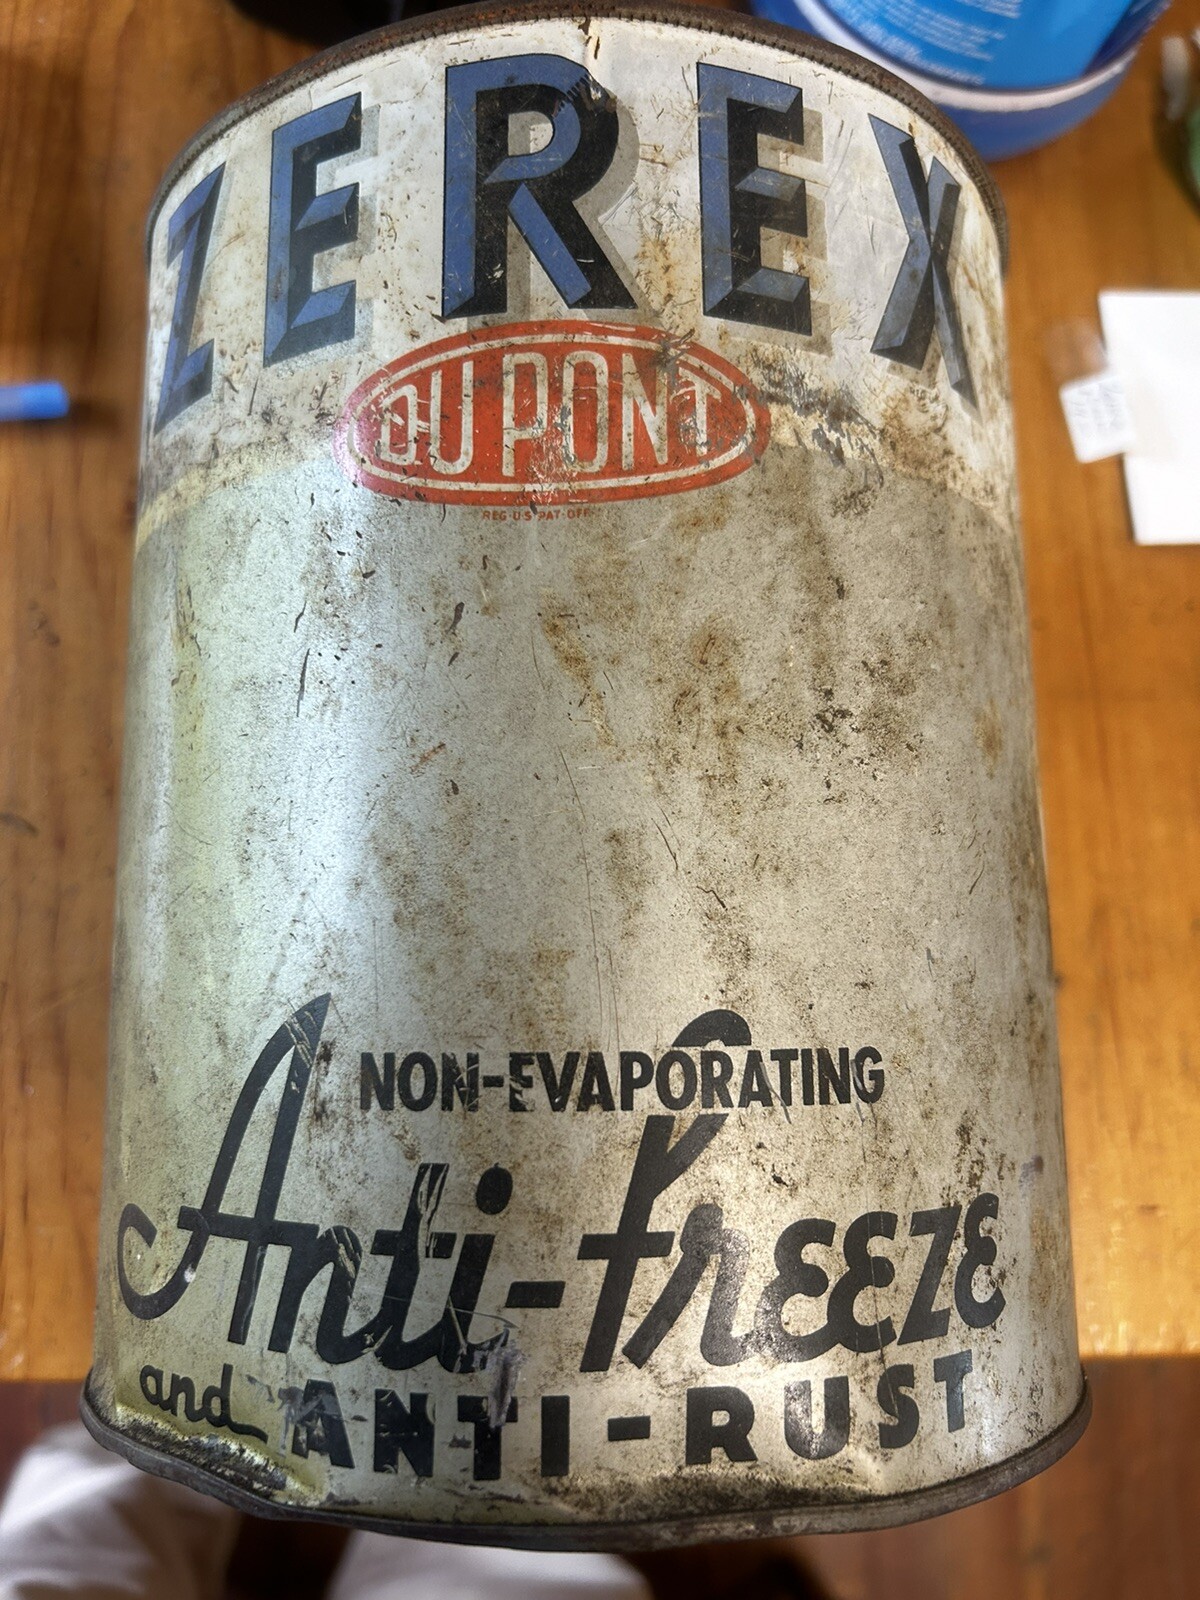 ZEREX
DU PONT
REG·U·S·PAT·OFF·
NON-EVAPORATING
Anti-freeze
and ANTI-RUST